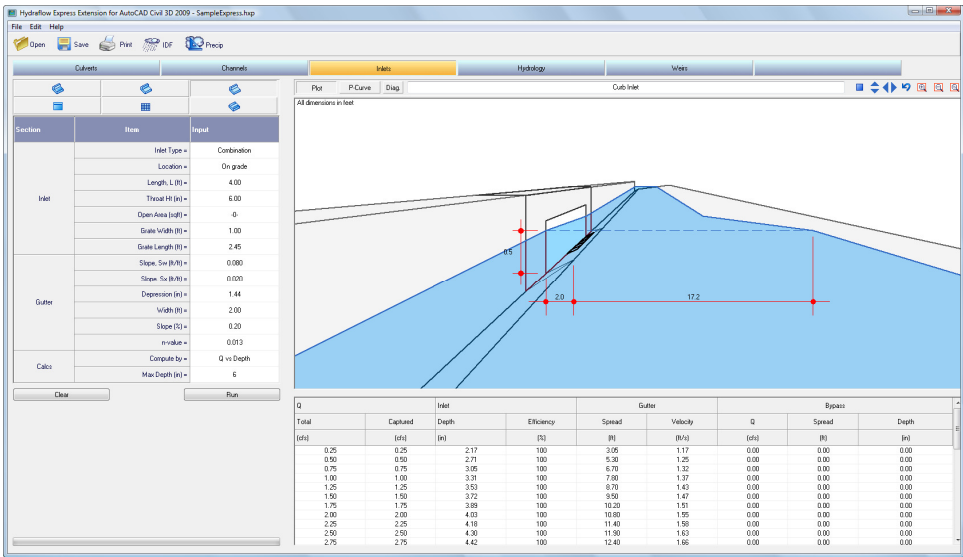 Hydraflow Express Extension for AutoCAD Civil 3D 2009 - SampleExpress.hxp
File Edit Help
Open Save Print IDF Precip
Culverts Channels Inlets Hydrology Weirs
Plot P-Curve Diag Curb Inlet
All dimensions in feet
Section Item Input
Inlet
Inlet Type = Combination
Location = On grade
Length, L (ft) = 4.00
Throat Ht (in) = 6.00
Open Area (sqft) = -0-
Grate Width (ft) = 1.00
Grate Length (ft) = 2.45
Gutter
Slope, Sw (ft/ft) = 0.080
Slope, Sx (ft/ft) = 0.020
Depression (in) = 1.44
Width (ft) = 2.00
Slope (%) = 0.20
n-value = 0.013
Calcs
Compute by = Q vs Depth
Max Depth (in) = 6
Clear Run
0.5
2.0 17.2
Q Inlet Gutter Bypass
Total Captured Depth Efficiency Spread Velocity Q Spread Depth
(cfs) (cfs) (in) (%) (ft) (ft/s) (cfs) (ft) (in)
0.25 0.25 2.17 100 3.05 1.17 0.00 0.00 0.00
0.50 0.50 2.71 100 5.30 1.25 0.00 0.00 0.00
0.75 0.75 3.05 100 6.70 1.32 0.00 0.00 0.00
1.00 1.00 3.31 100 7.80 1.37 0.00 0.00 0.00
1.25 1.25 3.53 100 8.70 1.43 0.00 0.00 0.00
1.50 1.50 3.72 100 9.50 1.47 0.00 0.00 0.00
1.75 1.75 3.89 100 10.20 1.51 0.00 0.00 0.00
2.00 2.00 4.03 100 10.80 1.55 0.00 0.00 0.00
2.25 2.25 4.18 100 11.40 1.58 0.00 0.00 0.00
2.50 2.50 4.30 100 11.90 1.63 0.00 0.00 0.00
2.75 2.75 4.42 100 12.40 1.66 0.00 0.00 0.00